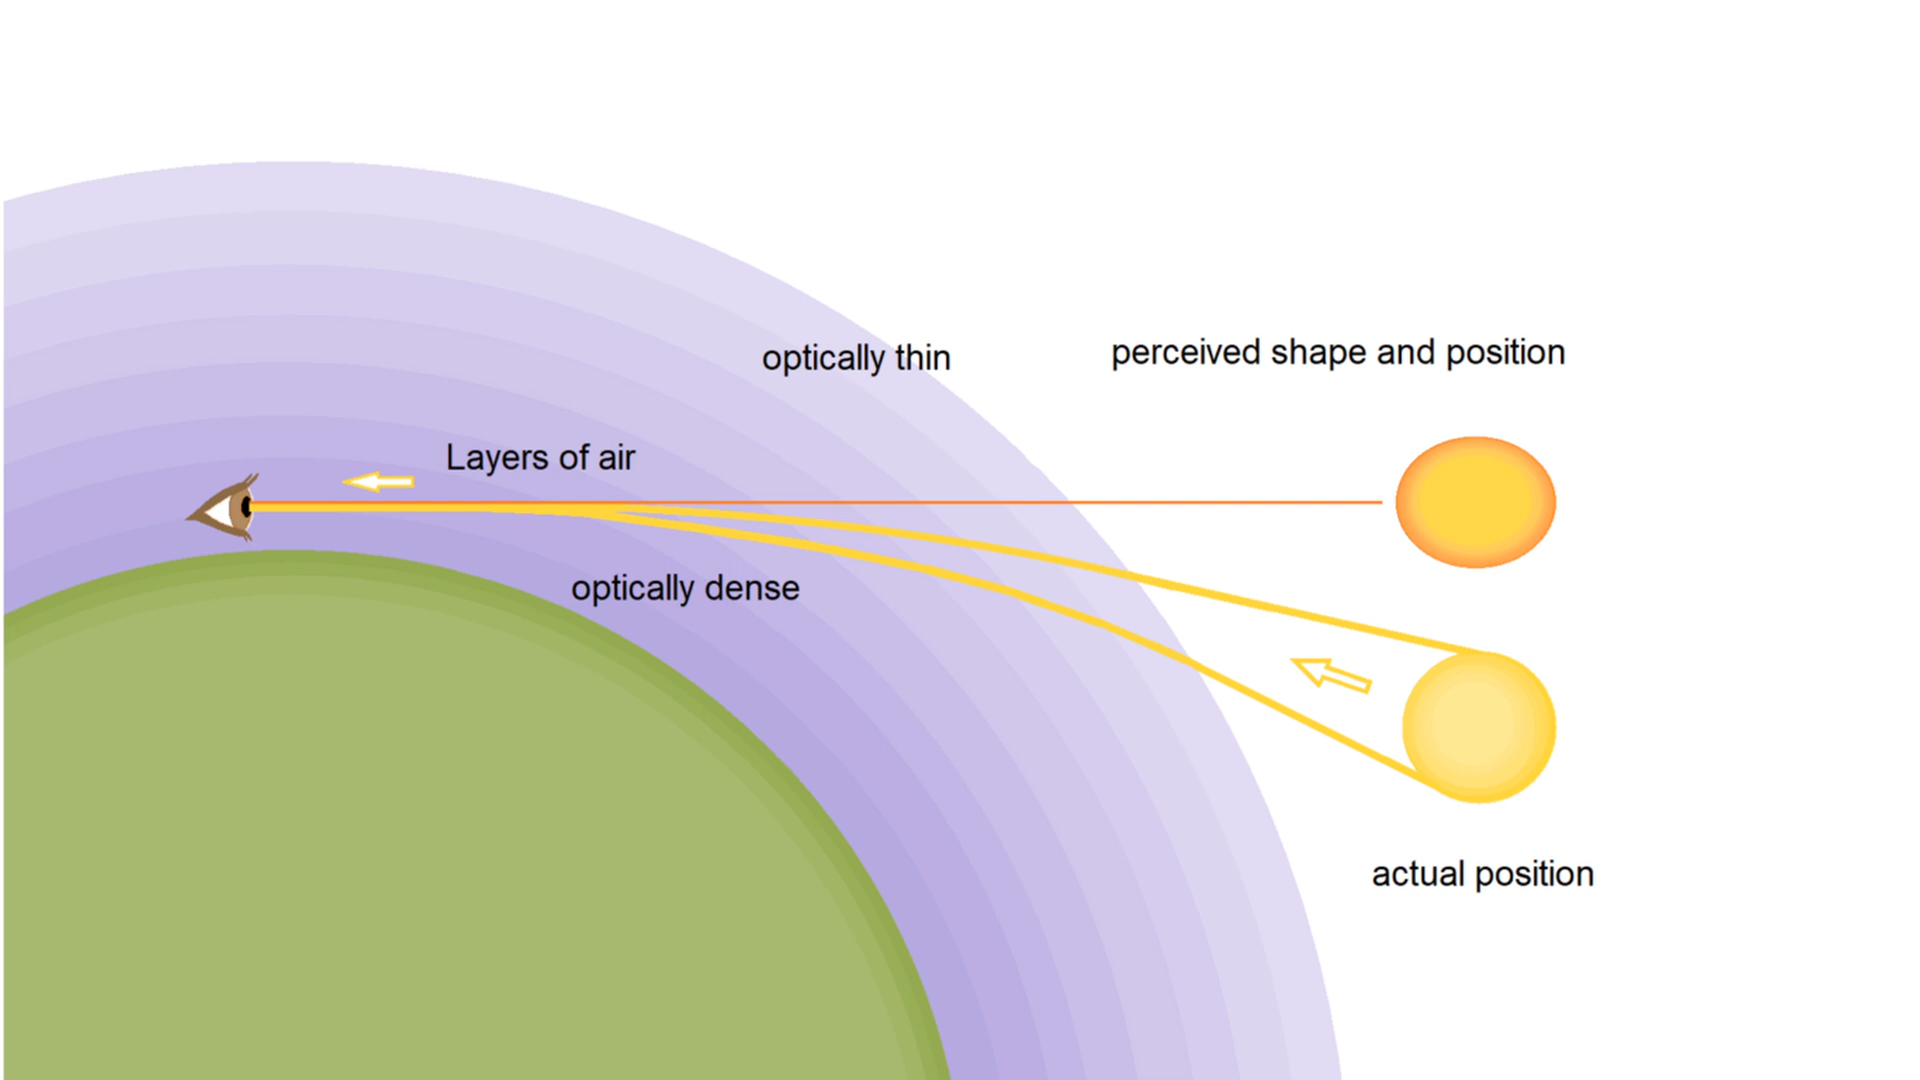 optically thin
perceived shape and position
Layers of air
optically dense
actual position